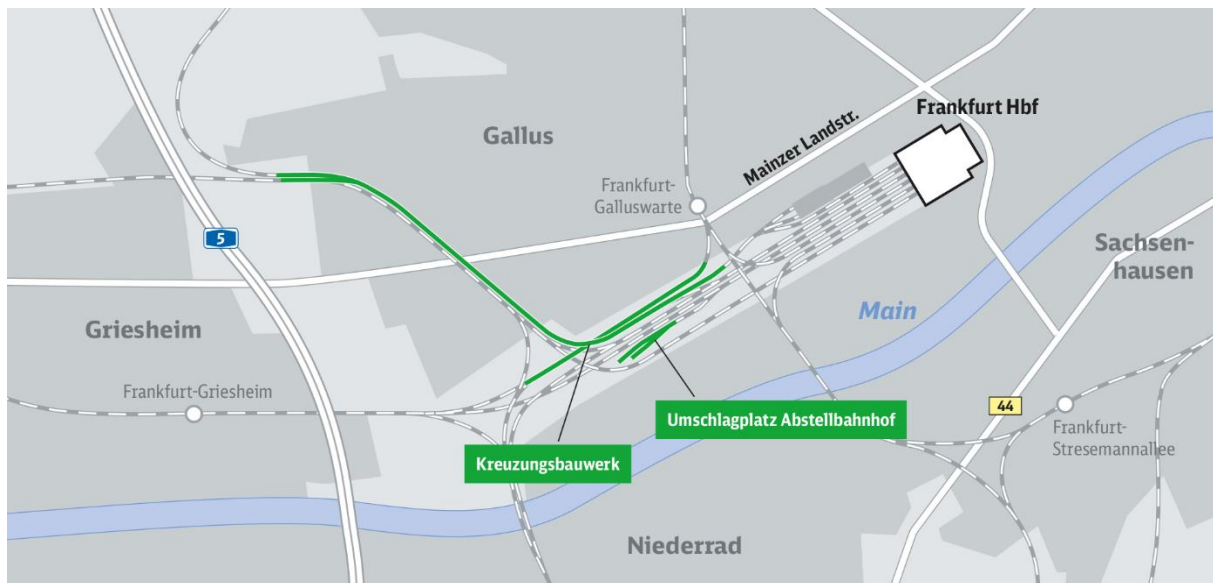 Frankfurt Hbf
Mainzer Landstr.
Gallus
Frankfurt-
Galluswarte
5
Sachsen-
hausen
Griesheim
Main
Frankfurt-Griesheim
Umschlagplatz Abstellbahnhof
44
Frankfurt-
Stresemannallee
Kreuzungsbauwerk
Niederrad